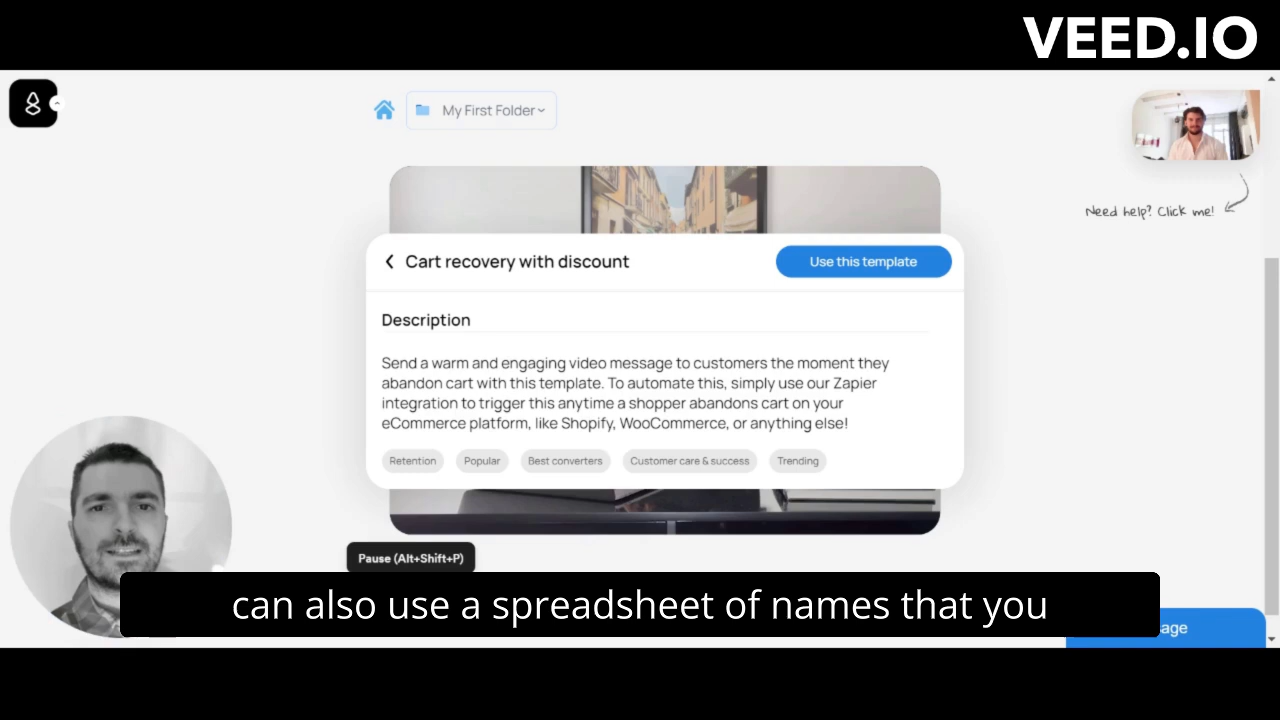 VEED.IO
My First Folder
Need help? Click me!
Cart recovery with discount
Use this template
Description
Send a warm and engaging video message to customers the moment they
abandon cart with this template. To automate this, simply use our Zapier
integration to trigger this anytime a shopper abandons cart on your
eCommerce platform, like Shopify, WooCommerce, or anything else!
Retention Popular Best converters Customer care & success Trending
Pause (Alt+Shift+P)
can also use a spreadsheet of names that you